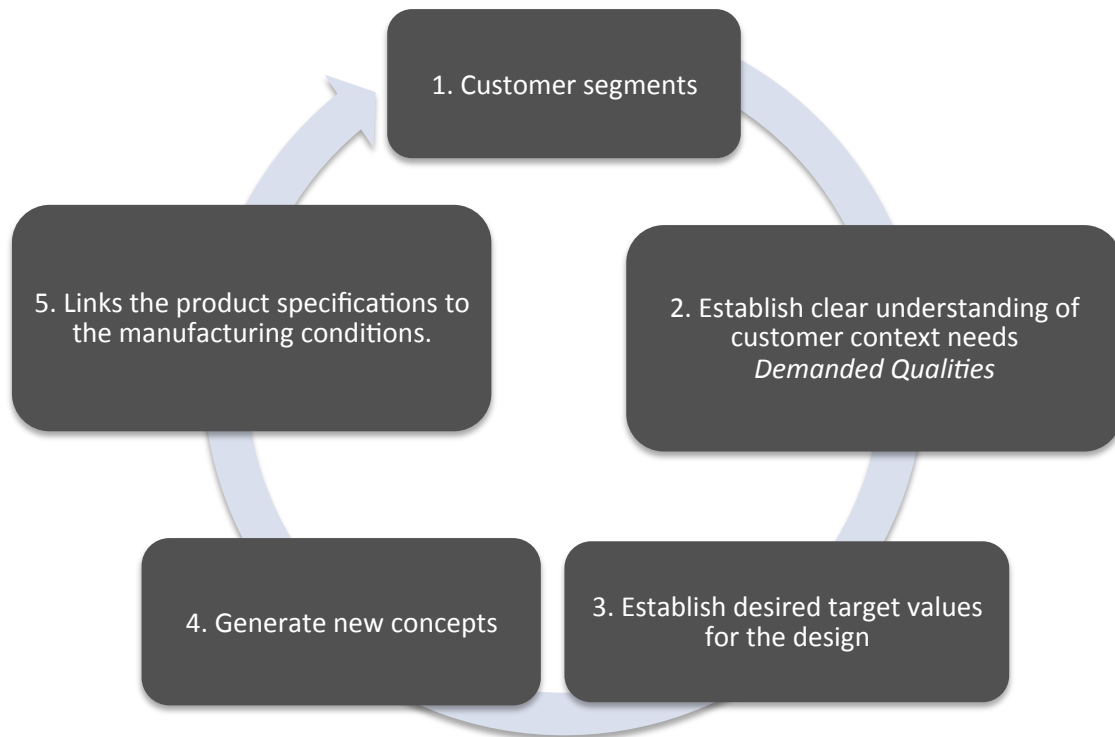 1. Customer segments
2. Establish clear understanding of
customer context needs
Demanded Qualities
3. Establish desired target values
for the design
4. Generate new concepts
5. Links the product specifications to
the manufacturing conditions.